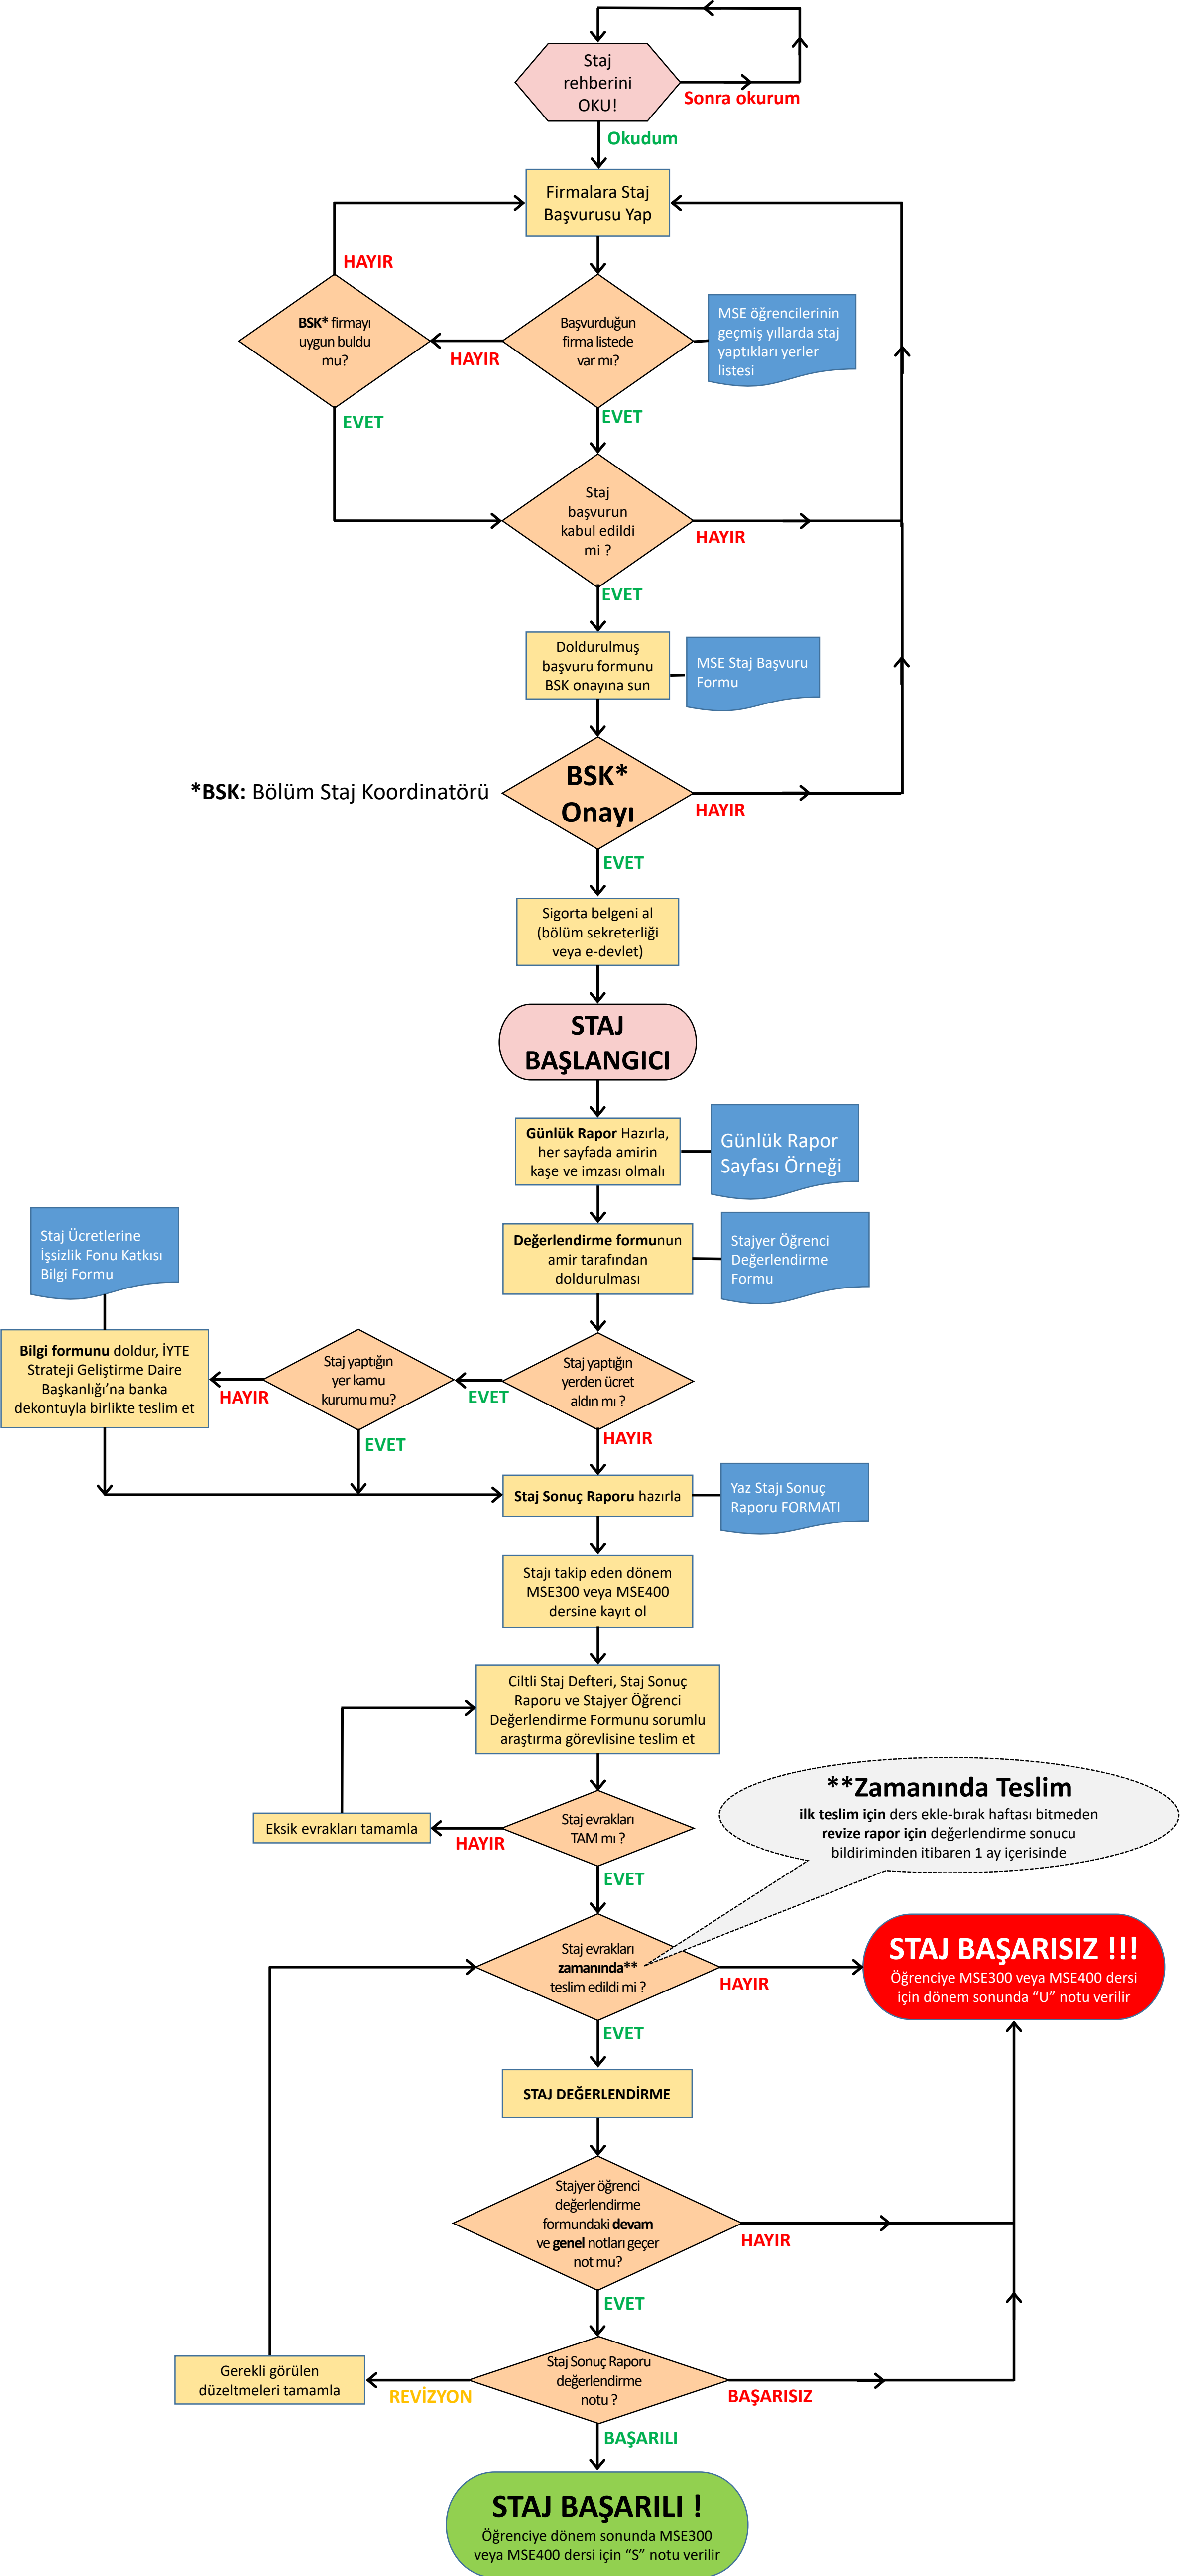 Staj
rehberini
OKU!
Sonra okurum
Okudum
Firmalara Staj
Başvurusu Yap
HAYIR
BSK* firmayı
uygun buldu
mu?
HAYIR
Başvurduğun
firma listede
var mı?
MSE öğrencilerinin
geçmiş yıllarda staj
yaptıkları yerler
listesi
EVET
EVET
Staj
başvurun
kabul edildi
mi ?
HAYIR
EVET
Doldurulmuş
başvuru formunu
BSK onayına sun
MSE Staj Başvuru
Formu
*BSK: Bölüm Staj Koordinatörü
BSK*
Onayı
HAYIR
EVET
Sigorta belgeni al
(bölüm sekreterliği
veya e-devlet)
STAJ
BAŞLANGICI
Günlük Rapor Hazırla,
her sayfada amirin
kaşe ve imzası olmalı
Günlük Rapor
Sayfası Örneği
Değerlendirme formunun
amir tarafından
doldurulması
Stajyer Öğrenci
Değerlendirme
Formu
Staj Ücretlerine
İşsizlik Fonu Katkısı
Bilgi Formu
Bilgi formunu doldur, İYTE
Strateji Geliştirme Daire
Başkanlığı’na banka
dekontuyla birlikte teslim et
HAYIR
Staj yaptığın
yer kamu
kurumu mu?
EVET
Staj yaptığın
yerden ücret
aldın mı ?
EVET
HAYIR
Staj Sonuç Raporu hazırla
Yaz Stajı Sonuç
Raporu FORMATI
Stajı takip eden dönem
MSE300 veya MSE400
dersine kayıt ol
Ciltli Staj Defteri, Staj Sonuç
Raporu ve Stajyer Öğrenci
Değerlendirme Formunu sorumlu
araştırma görevlisine teslim et
**Zamanında Teslim
ilk teslim için ders ekle-bırak haftası bitmeden
revize rapor için değerlendirme sonucu
bildiriminden itibaren 1 ay içerisinde
Eksik evrakları tamamla
HAYIR
Staj evrakları
TAM mı ?
EVET
Staj evrakları
zamanında**
teslim edildi mi ?
HAYIR
STAJ BAŞARISIZ !!!
Öğrenciye MSE300 veya MSE400 dersi
için dönem sonunda “U” notu verilir
EVET
STAJ DEĞERLENDİRME
Stajyer öğrenci
değerlendirme
formundaki devam
ve genel notları geçer
not mu?
HAYIR
EVET
Gerekli görülen
düzeltmeleri tamamla
REVİZYON
Staj Sonuç Raporu
değerlendirme
notu ?
BAŞARISIZ
BAŞARILI
STAJ BAŞARILI !
Öğrenciye dönem sonunda MSE300
veya MSE400 dersi için “S” notu verilir